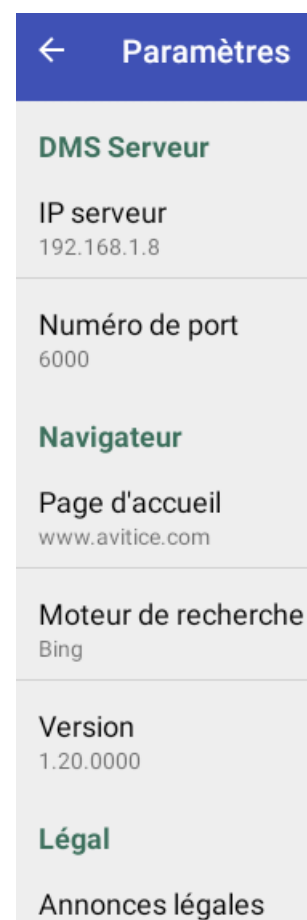 Paramètres
DMS Serveur
IP serveur
192.168.1.8
Numéro de port
6000
Navigateur
Page d'accueil
www.avitice.com
Moteur de recherche
Bing
Version
1.20.0000
Légal
Annonces légales